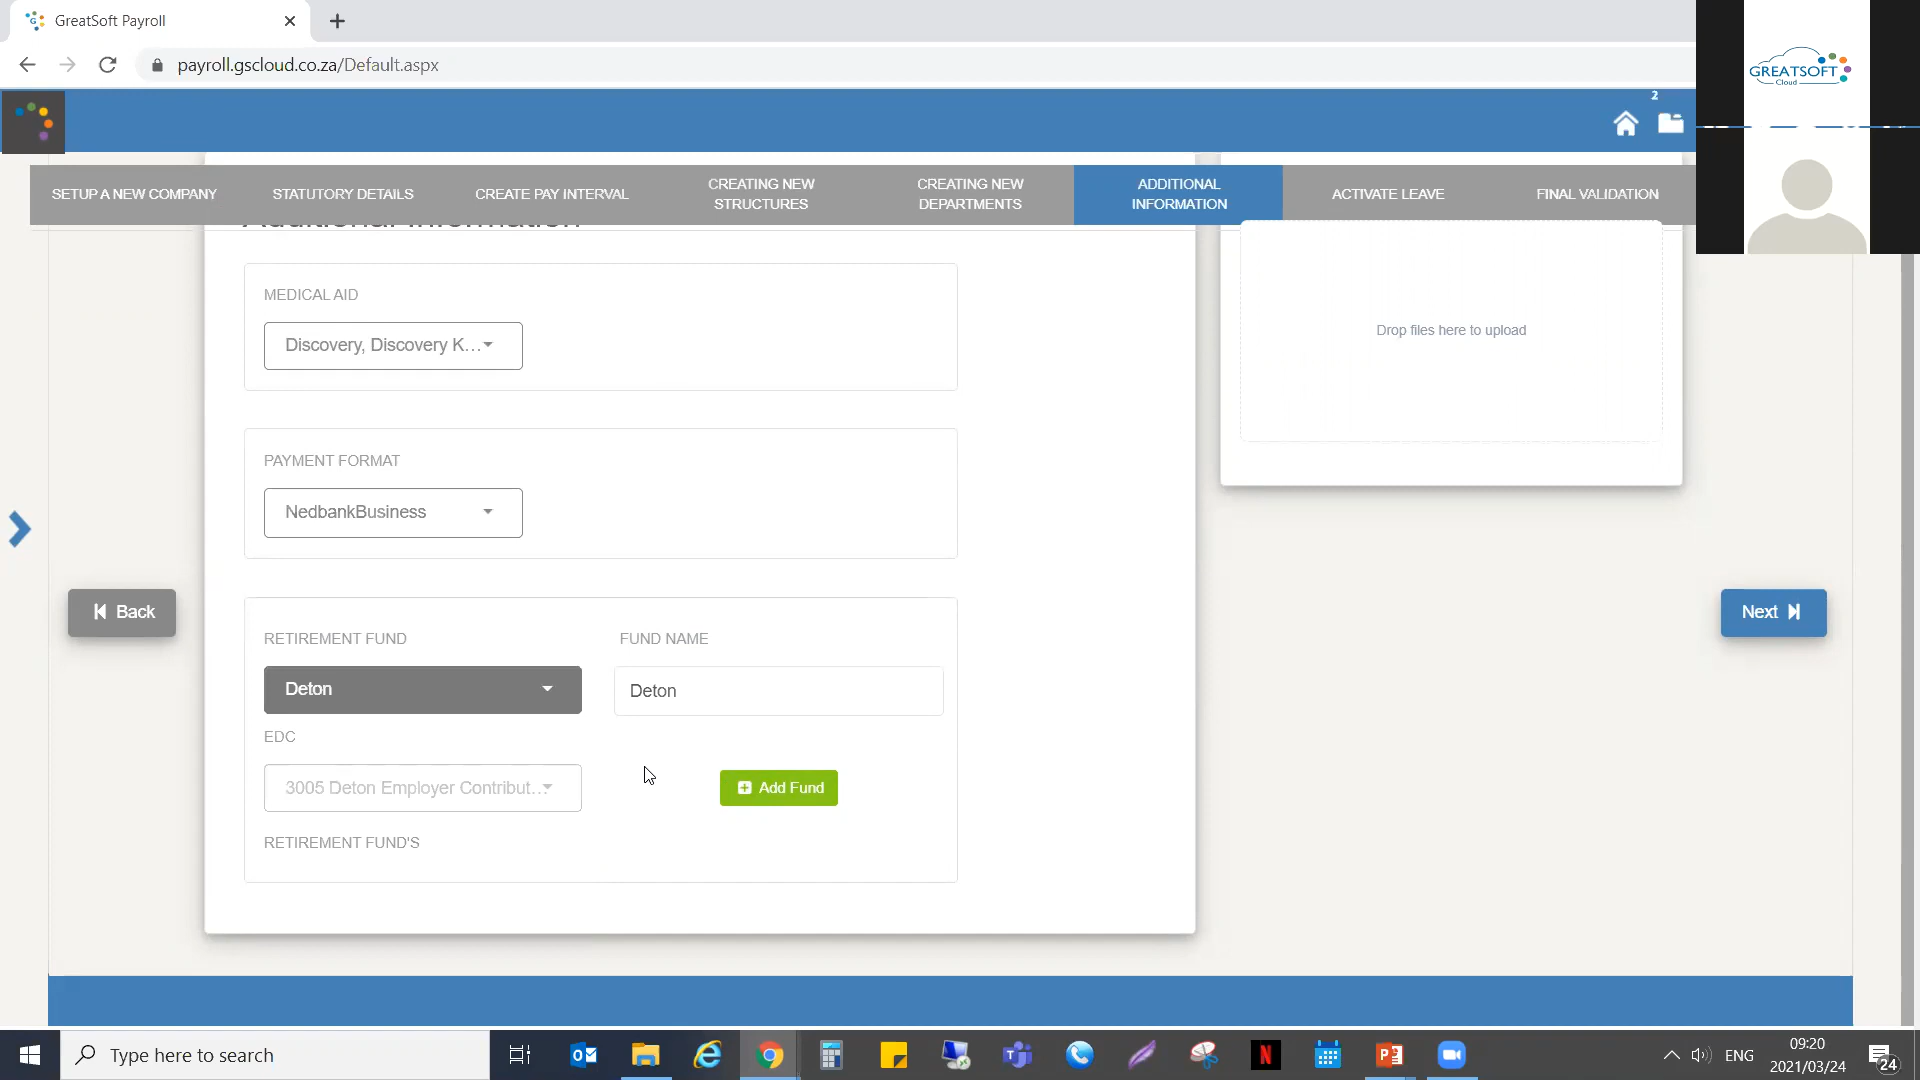 GreatSoft Payroll
payroll.gscloud.co.za/Default.aspx
GREATSOFT
Cloud
2
SETUP A NEW COMPANY
STATUTORY DETAILS
CREATE PAY INTERVAL
CREATING NEW
STRUCTURES
CREATING NEW
DEPARTMENTS
ADDITIONAL
INFORMATION
ACTIVATE LEAVE
FINAL VALIDATION
Additional Information
MEDICAL AID
Discovery, Discovery K...
Drop files here to upload
PAYMENT FORMAT
NedbankBusiness
Back
Next
RETIREMENT FUND
FUND NAME
Deton
Deton
EDC
3005 Deton Employer Contribut...
Add Fund
RETIREMENT FUND'S
Type here to search
ENG
09:20
2021/03/24
24